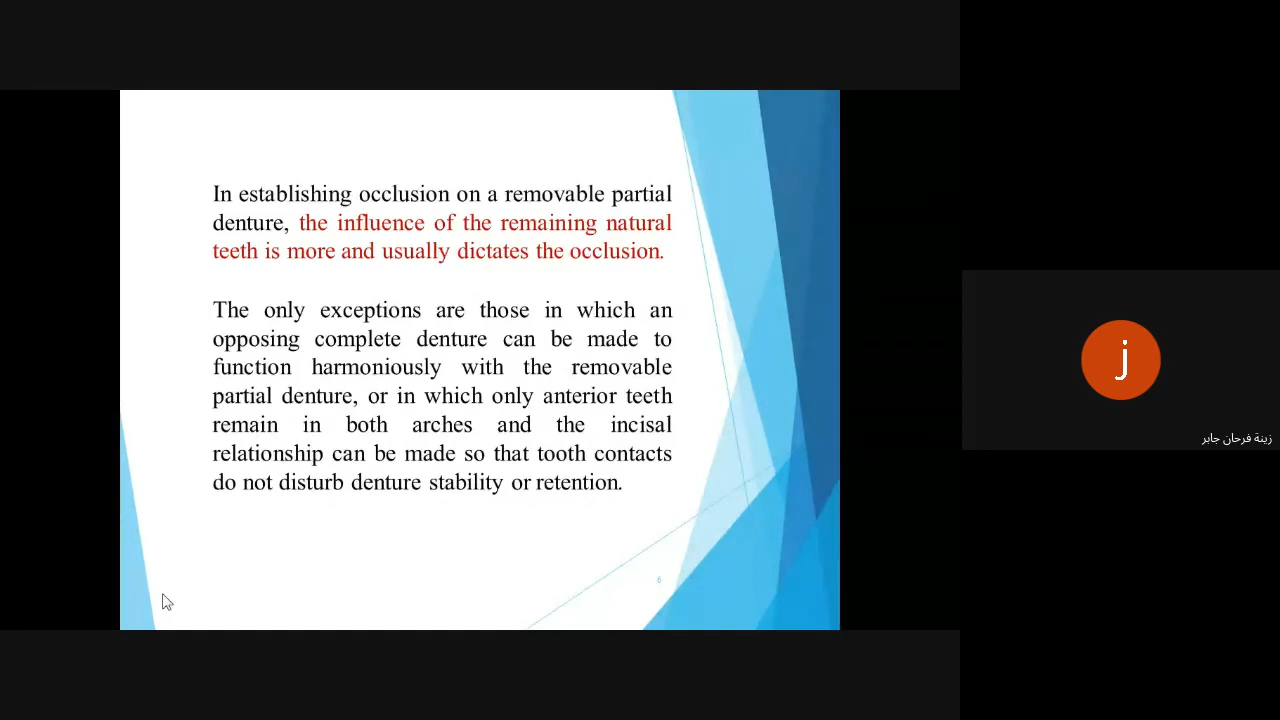 In establishing occlusion on a removable partial
denture, the influence of the remaining natural
teeth is more and usually dictates the occlusion.
The only exceptions are those in which an
opposing complete denture can be made to
function harmoniously with the removable
partial denture, or in which only anterior teeth
remain in both arches and the incisal
relationship can be made so that tooth contacts
do not disturb denture stability or retention.
6
j
زينة فرحان جابر